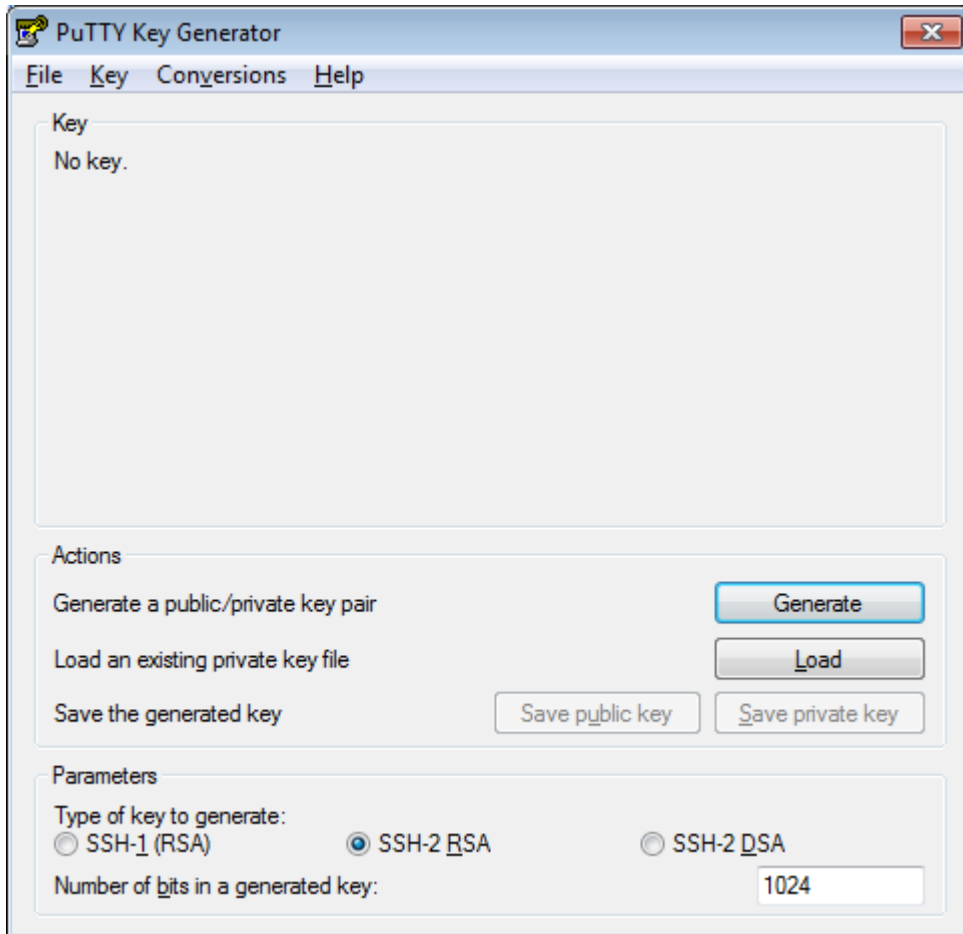 PuTTY Key Generator
File Key Conversions Help
Key
No key.
Actions
Generate a public/private key pair Generate
Load an existing private key file Load
Save the generated key Save public key Save private key
Parameters
Type of key to generate:
SSH-1 (RSA) SSH-2 RSA SSH-2 DSA
Number of bits in a generated key: 1024